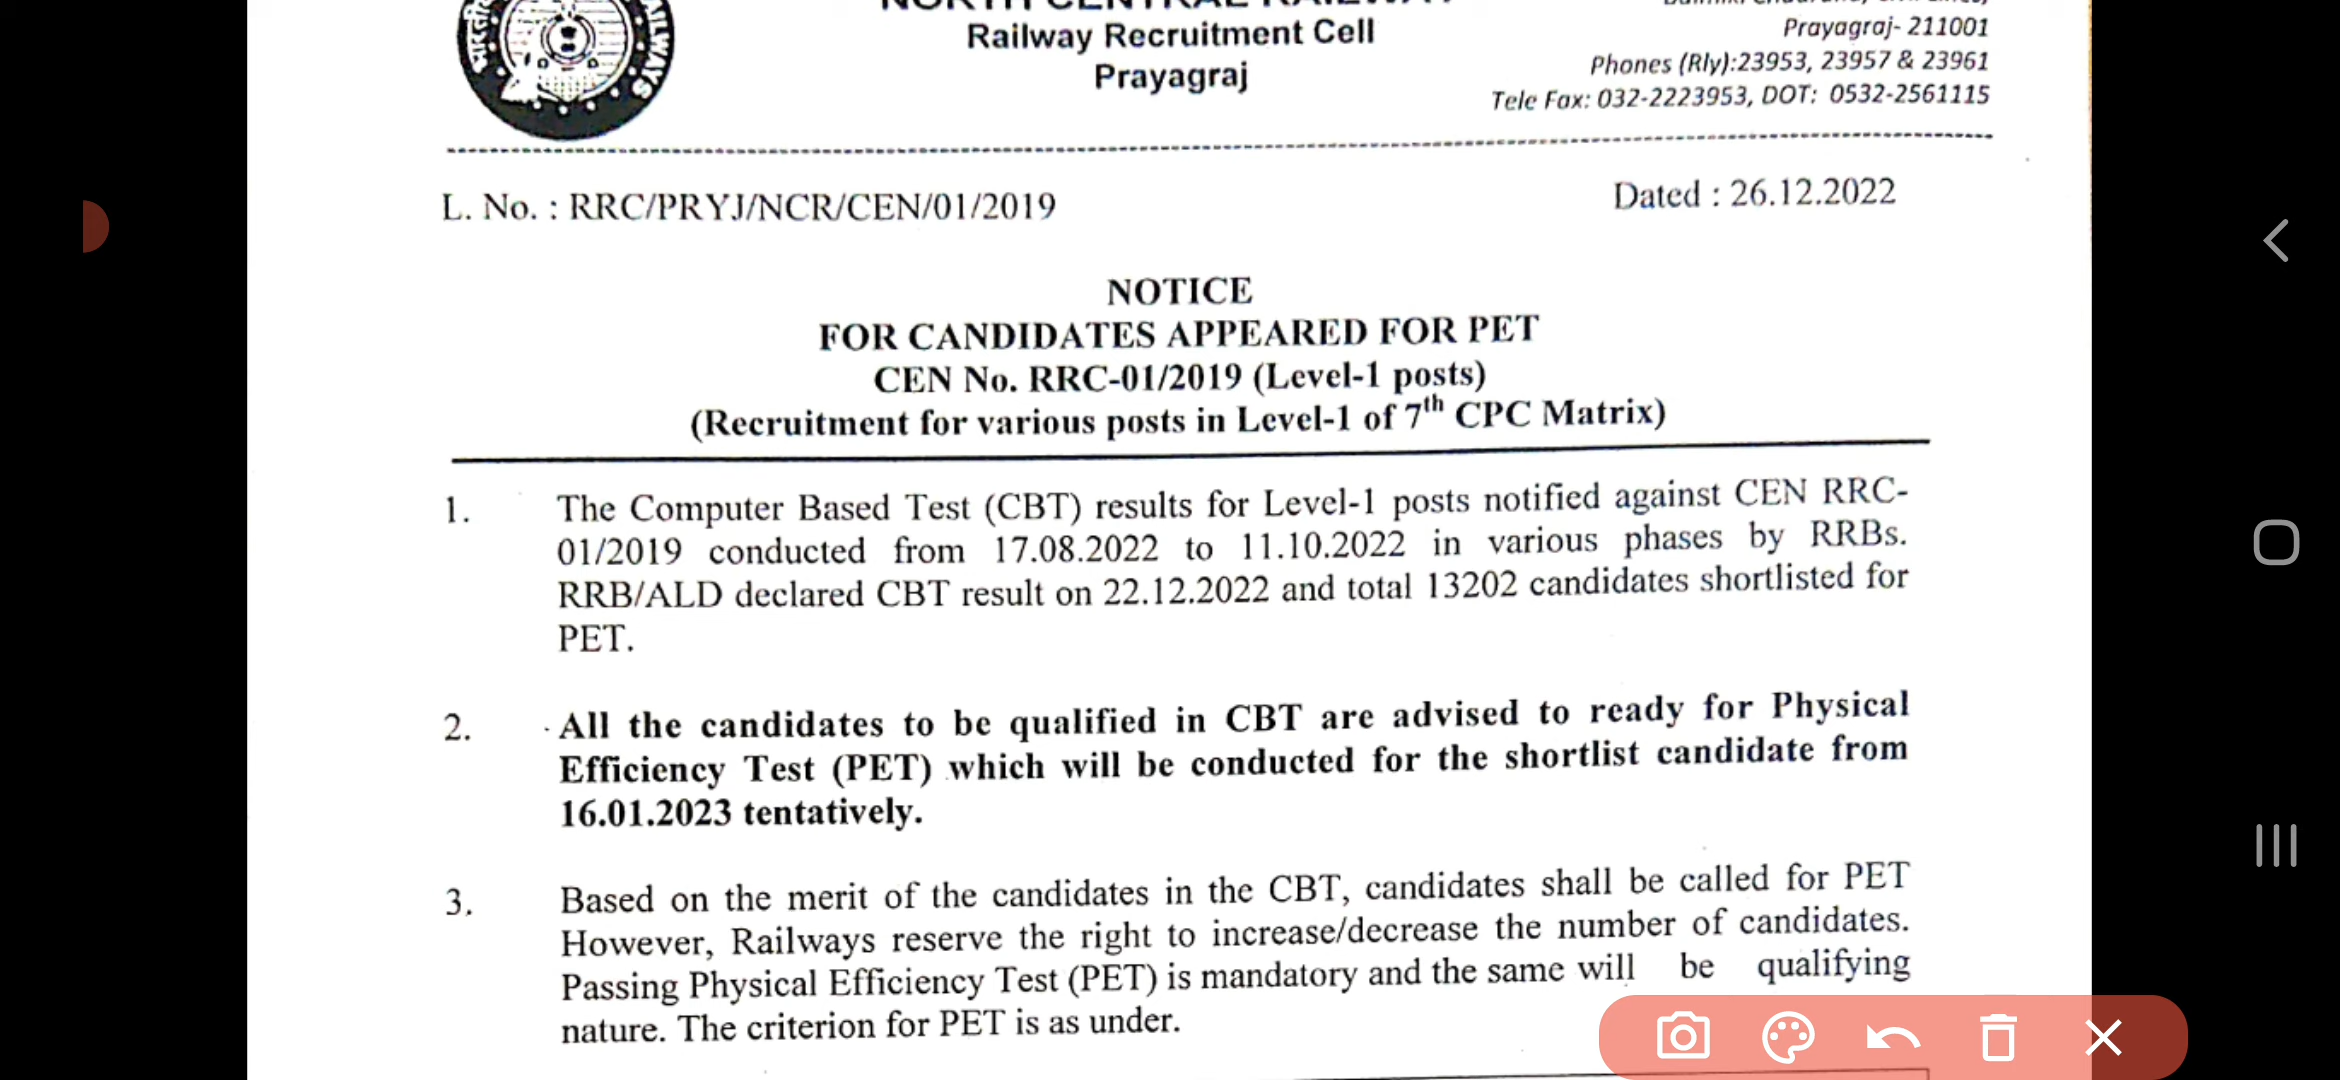 NORTH CENTRAL RAILWAY
Railway Recruitment Cell
Prayagraj
Prayagraj- 211001
Phones (Rly):23953, 23957 & 23961
Tele Fax: 032-2223953, DOT: 0532-2561115
RAILWAYS
L. No. : RRC/PRYJ/NCR/CEN/01/2019
Dated : 26.12.2022
NOTICE
FOR CANDIDATES APPEARED FOR PET
CEN No. RRC-01/2019 (Level-1 posts)
(Recruitment for various posts in Level-1 of 7th CPC Matrix)
1. The Computer Based Test (CBT) results for Level-1 posts notified against CEN RRC-
01/2019 conducted from 17.08.2022 to 11.10.2022 in various phases by RRBs.
RRB/ALD declared CBT result on 22.12.2022 and total 13202 candidates shortlisted for
PET.
2. All the candidates to be qualified in CBT are advised to ready for Physical
Efficiency Test (PET) which will be conducted for the shortlist candidate from
16.01.2023 tentatively.
3. Based on the merit of the candidates in the CBT, candidates shall be called for PET
However, Railways reserve the right to increase/decrease the number of candidates.
Passing Physical Efficiency Test (PET) is mandatory and the same will be qualifying
nature. The criterion for PET is as under.